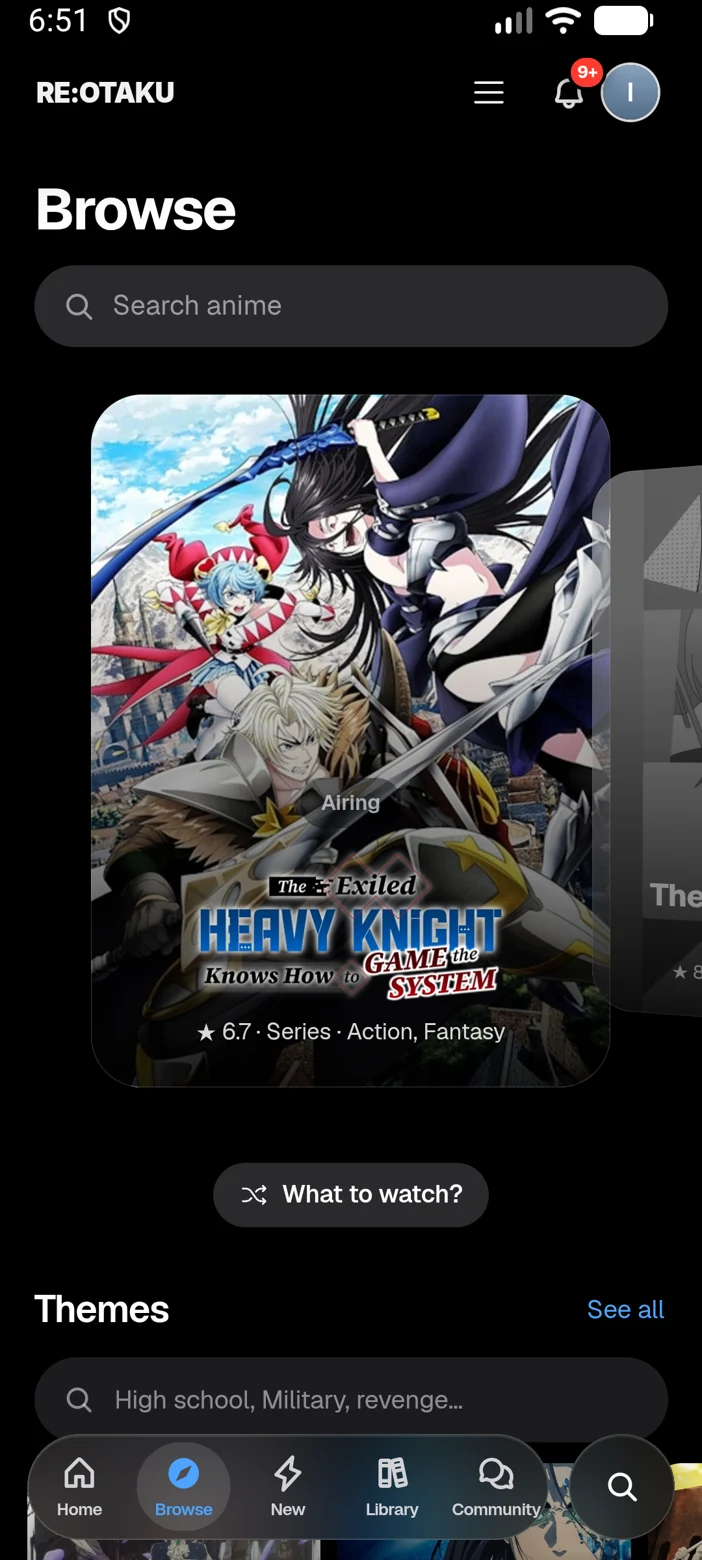 6:51
RE:OTAKU
9+
I
Browse
Search anime
Airing
The Exiled
HEAVY KNIGHT
Knows How to GAME the
SYSTEM
★ 6.7 · Series · Action, Fantasy
The
★ 8
What to watch?
Themes
See all
High school, Military, revenge...
Home
Browse
New
Library
Community